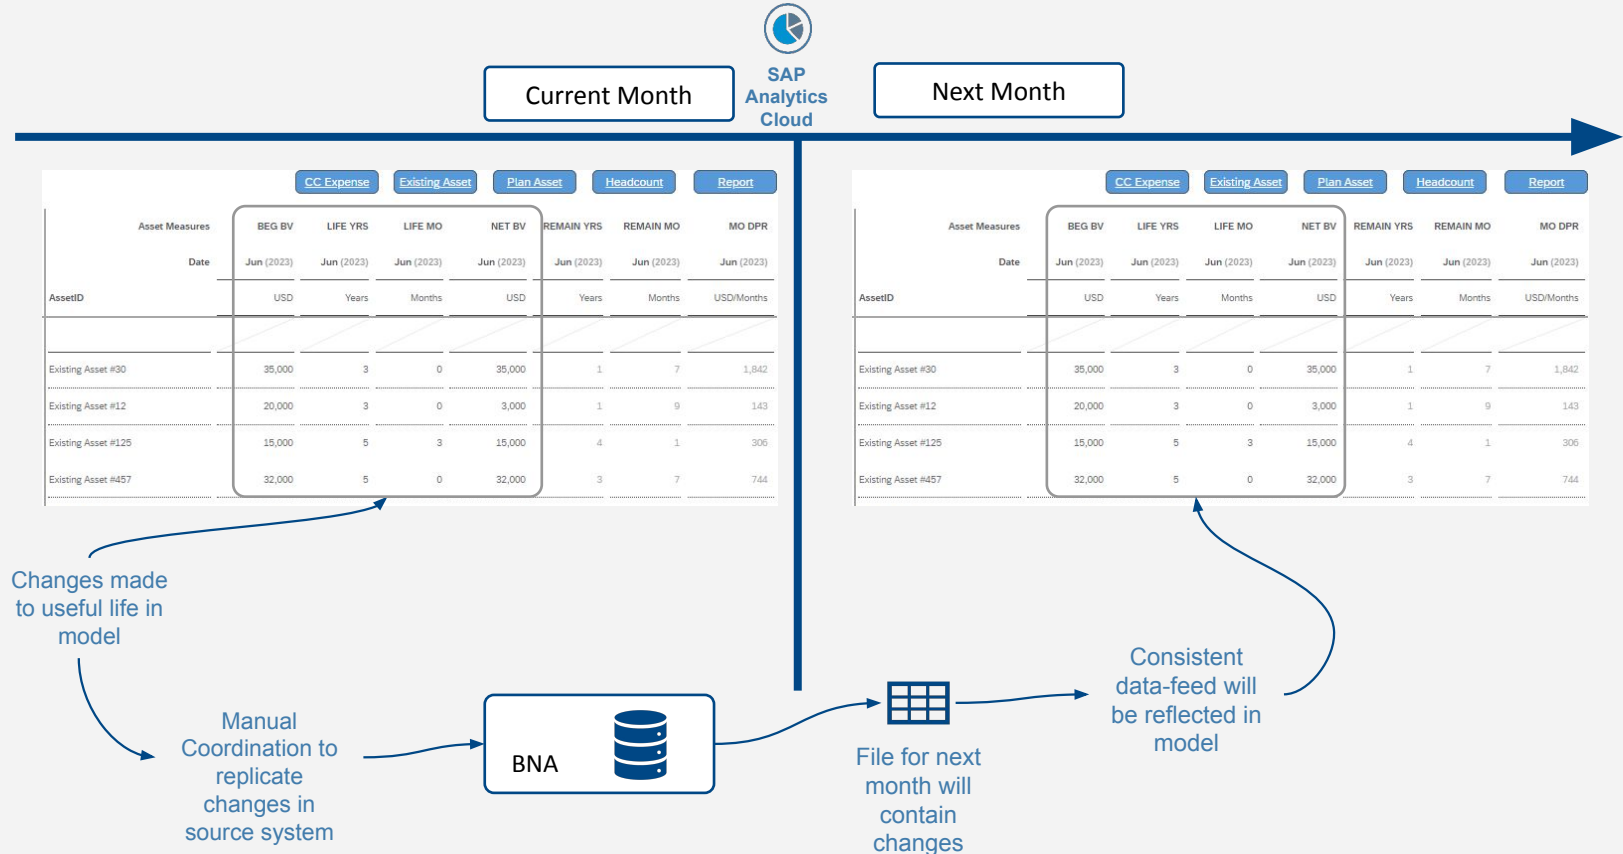 SAP
Analytics
Cloud
Current Month
Next Month
CC Expense Existing Asset Plan Asset Headcount Report
Asset Measures BEG BV LIFE YRS LIFE MO NET BV REMAIN YRS REMAIN MO MO DPR
Date Jun (2023) Jun (2023) Jun (2023) Jun (2023) Jun (2023) Jun (2023) Jun (2023)
AssetID USD Years Months USD Years Months USD/Months
Existing Asset #30 35,000 3 0 35,000 1 7 1,842
Existing Asset #12 20,000 3 0 3,000 1 9 143
Existing Asset #125 15,000 5 3 15,000 4 1 306
Existing Asset #457 32,000 5 0 32,000 3 7 744
CC Expense Existing Asset Plan Asset Headcount Report
Asset Measures BEG BV LIFE YRS LIFE MO NET BV REMAIN YRS REMAIN MO MO DPR
Date Jun (2023) Jun (2023) Jun (2023) Jun (2023) Jun (2023) Jun (2023) Jun (2023)
AssetID USD Years Months USD Years Months USD/Months
Existing Asset #30 35,000 3 0 35,000 1 7 1,842
Existing Asset #12 20,000 3 0 3,000 1 9 143
Existing Asset #125 15,000 5 3 15,000 4 1 306
Existing Asset #457 32,000 5 0 32,000 3 7 744
Changes made
to useful life in
model
Manual
Coordination to
replicate
changes in
source system
BNA
File for next
month will
contain
changes
Consistent
data-feed will
be reflected in
model